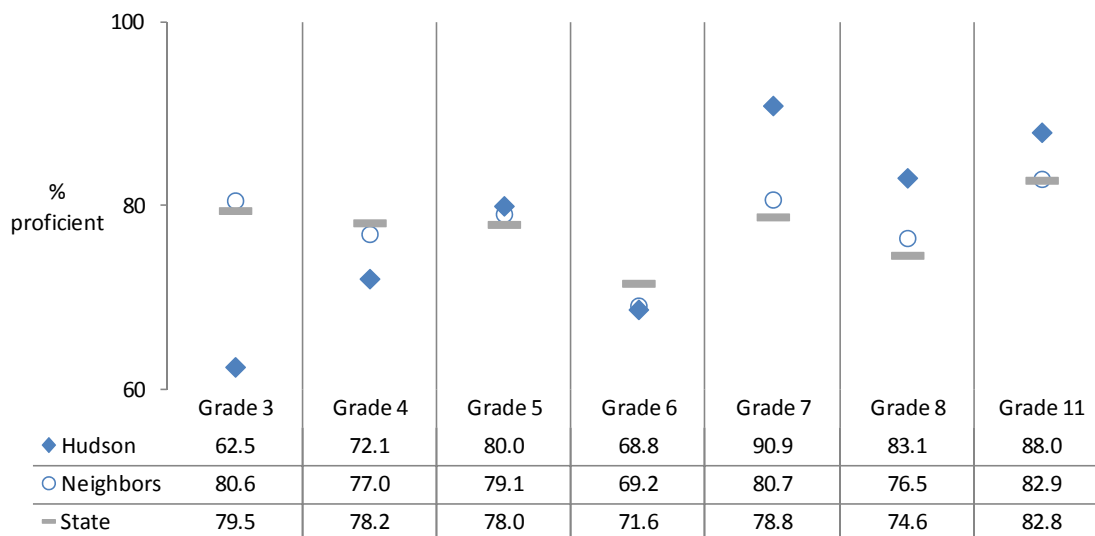 100
80
60
%
proficient
Grade 3 Grade 4 Grade 5 Grade 6 Grade 7 Grade 8 Grade 11
Hudson 62.5 72.1 80.0 68.8 90.9 83.1 88.0
Neighbors 80.6 77.0 79.1 69.2 80.7 76.5 82.9
State 79.5 78.2 78.0 71.6 78.8 74.6 82.8